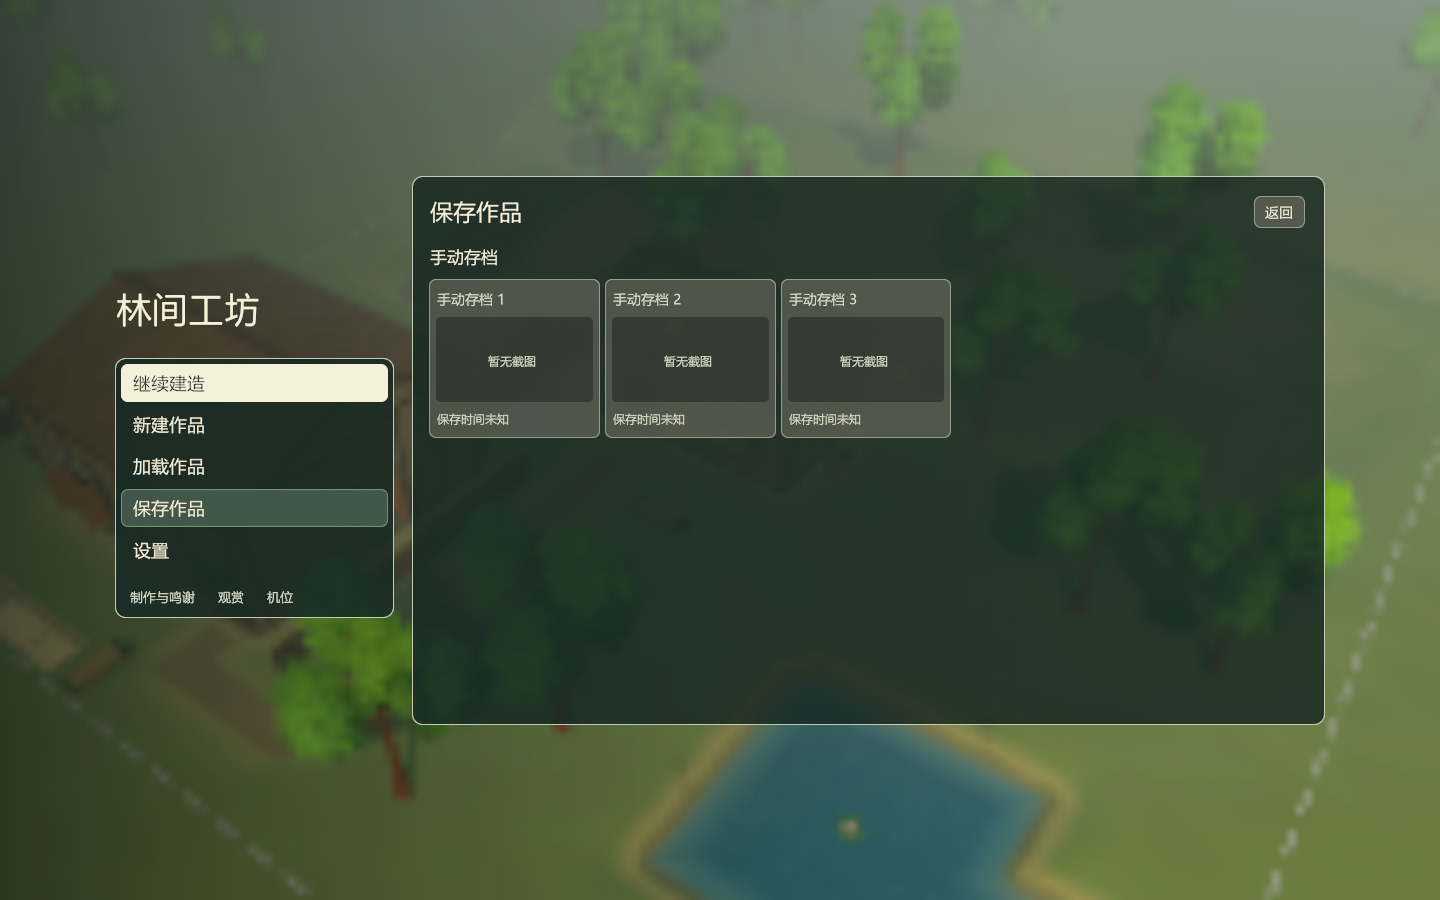 林间工坊
继续建造
新建作品
加载作品
保存作品
设置
制作与鸣谢 观赏 机位
保存作品
返回
手动存档
手动存档 1
暂无截图
保存时间未知
手动存档 2
暂无截图
保存时间未知
手动存档 3
暂无截图
保存时间未知